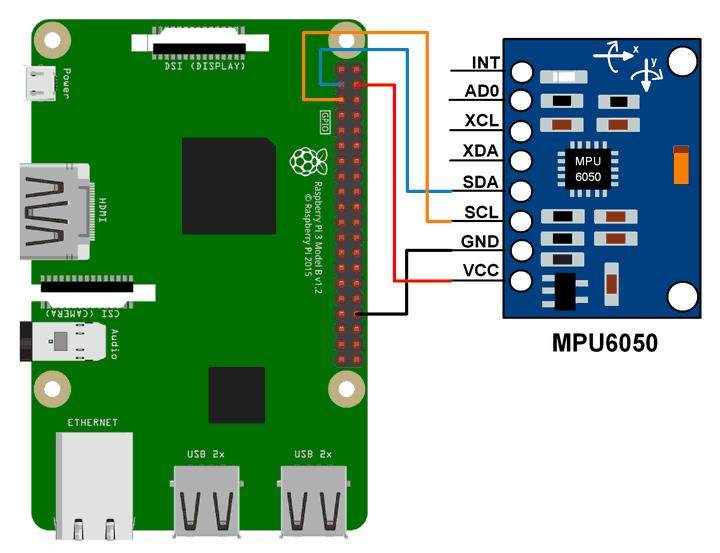 DSI (DISPLAY)
Power
GPIO
HDMI
Raspberry Pi 3 Model B v1.2
© Raspberry Pi 2015
CSI (CAMERA)
Audio
ETHERNET
USB 2x
USB 2x
INT
AD0
XCL
XDA
SDA
SCL
GND
VCC
x
y
MPU
6050
MPU6050